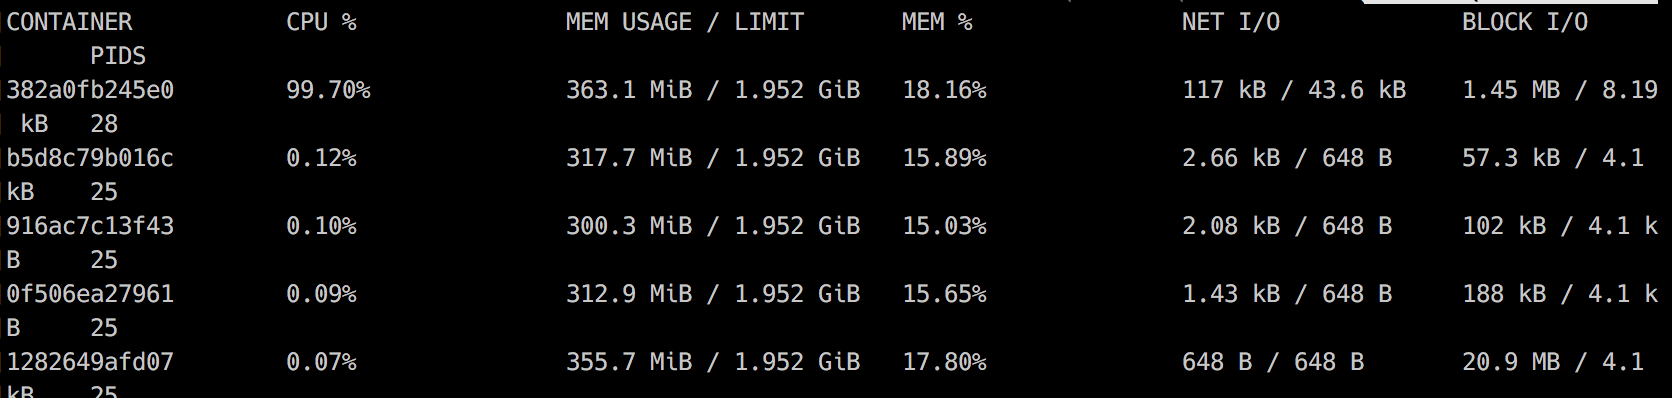 CONTAINER CPU % MEM USAGE / LIMIT MEM % NET I/O BLOCK I/O
PIDS
382a0fb245e0 99.70% 363.1 MiB / 1.952 GiB 18.16% 117 kB / 43.6 kB 1.45 MB / 8.19
kB 28
b5d8c79b016c 0.12% 317.7 MiB / 1.952 GiB 15.89% 2.66 kB / 648 B 57.3 kB / 4.1
kB 25
916ac7c13f43 0.10% 300.3 MiB / 1.952 GiB 15.03% 2.08 kB / 648 B 102 kB / 4.1 k
B 25
0f506ea27961 0.09% 312.9 MiB / 1.952 GiB 15.65% 1.43 kB / 648 B 188 kB / 4.1 k
B 25
1282649afd07 0.07% 355.7 MiB / 1.952 GiB 17.80% 648 B / 648 B 20.9 MB / 4.1
kB 25